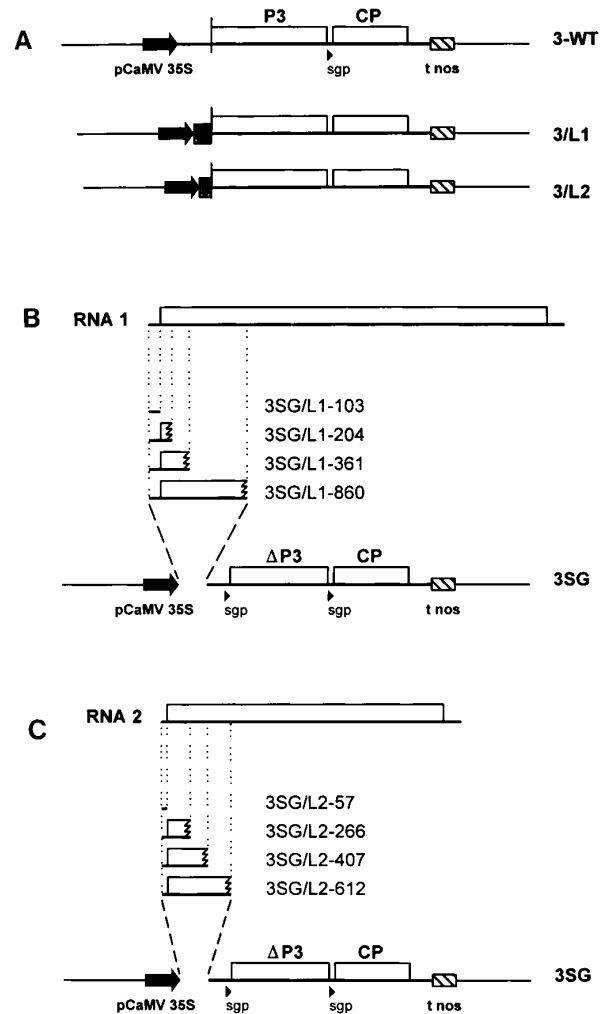 A
P3 CP 3-WT
pCaMV 35S sgp t nos
3/L1
3/L2
B
RNA 1
3SG/L1-103
3SG/L1-204
3SG/L1-361
3SG/L1-860
ΔP3 CP 3SG
pCaMV 35S sgp sgp t nos
C
RNA 2
3SG/L2-57
3SG/L2-266
3SG/L2-407
3SG/L2-612
ΔP3 CP 3SG
pCaMV 35S sgp sgp t nos